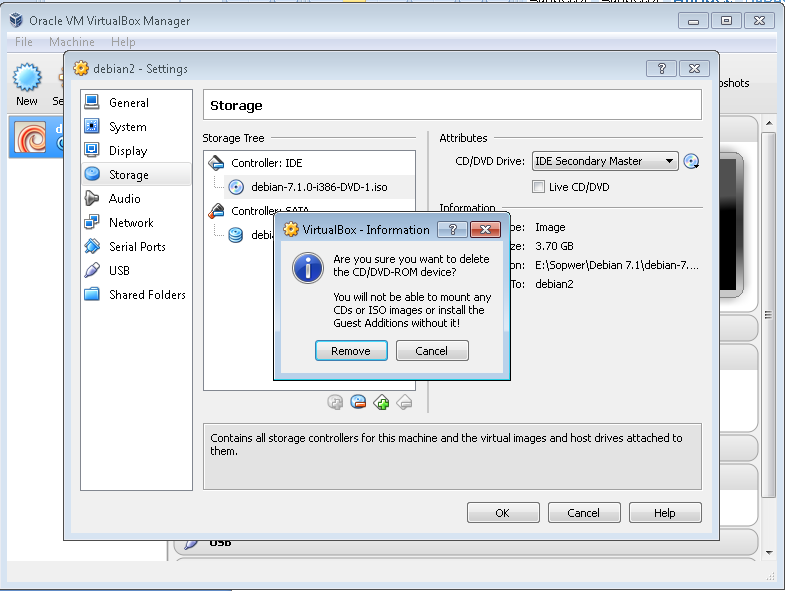 Oracle VM VirtualBox Manager
File Machine Help
New
debian2 - Settings
shots
General
System
Display
Storage
Audio
Network
Serial Ports
USB
Shared Folders
Storage
Storage Tree
Controller: IDE
debian-7.1.0-i386-DVD-1.iso
Controller: SATA
debi
Attributes
CD/DVD Drive: IDE Secondary Master
Live CD/DVD
Information
pe: Image
ze: 3.70 GB
on: E:\Sopwer\Debian 7.1\debian-7....
To: debian2
VirtualBox - Information
Are you sure you want to delete
the CD/DVD-ROM device?
You will not be able to mount any
CDs or ISO images or install the
Guest Additions without it!
Remove Cancel
Contains all storage controllers for this machine and the virtual images and host drives attached to
them.
OK Cancel Help
USB